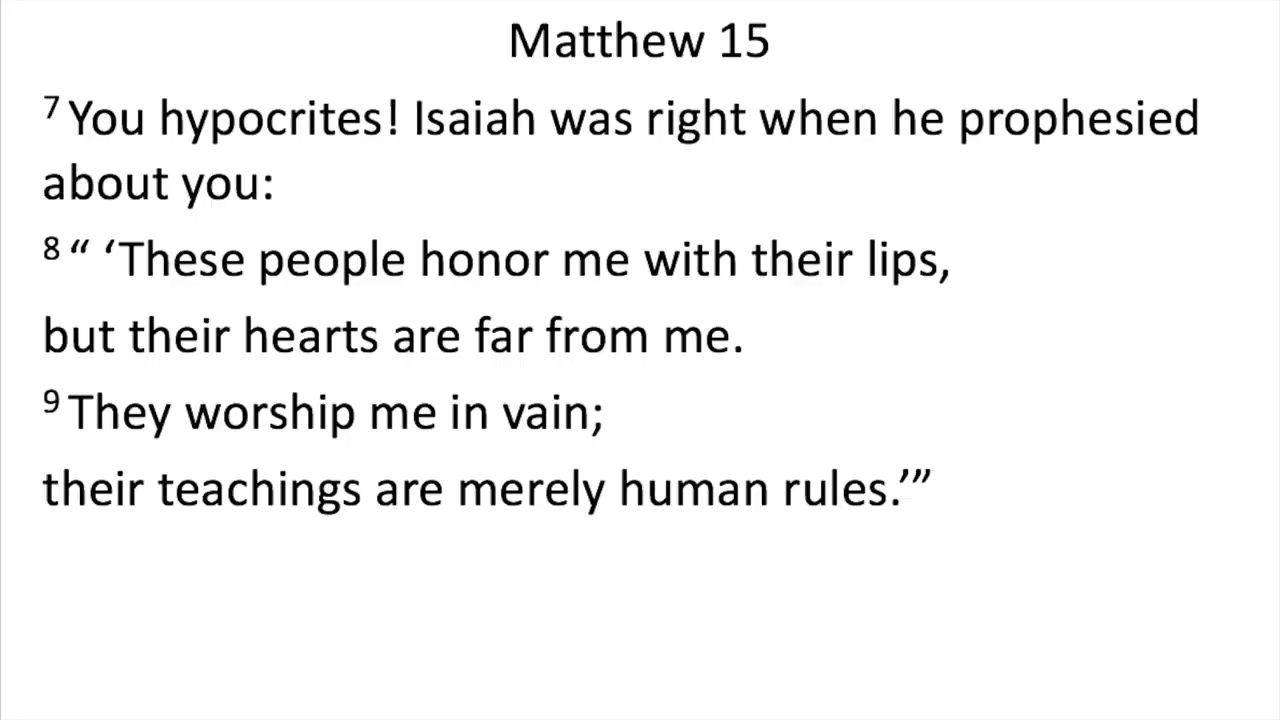 Matthew 15
⁷ You hypocrites! Isaiah was right when he prophesied
about you:
⁸ “ ‘These people honor me with their lips,
but their hearts are far from me.
⁹ They worship me in vain;
their teachings are merely human rules.’”